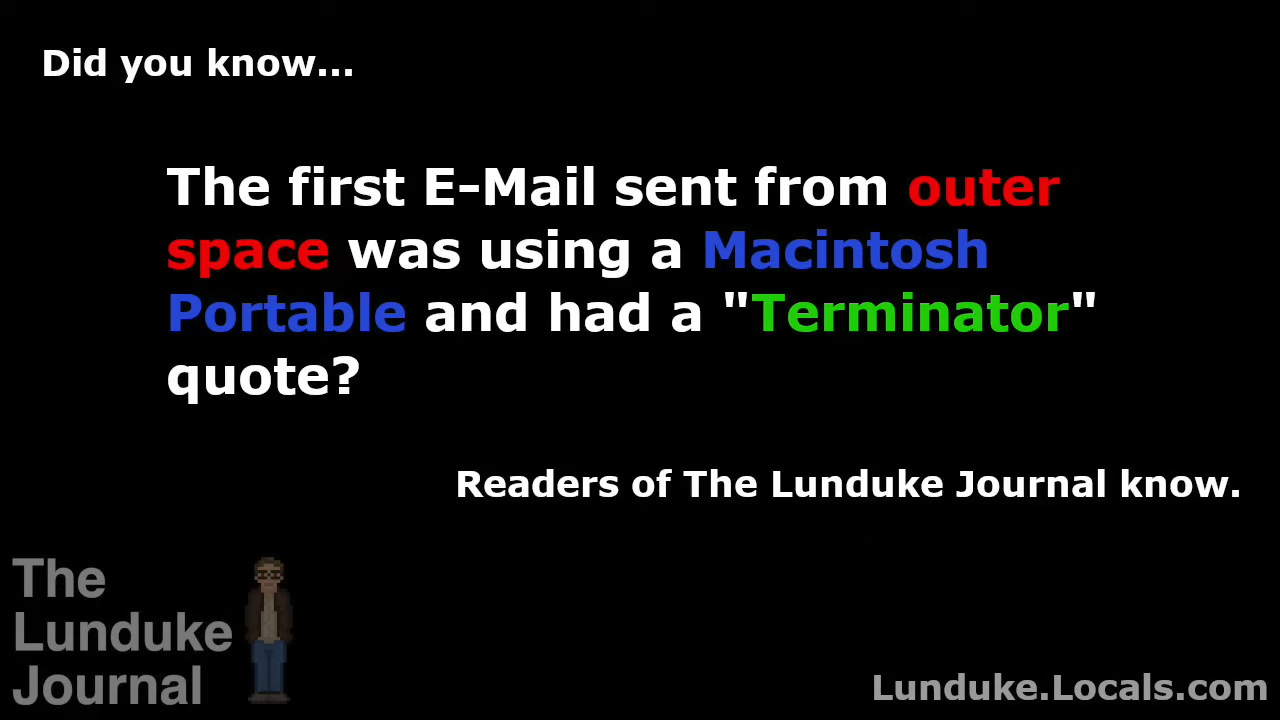 Did you know...
The first E-Mail sent from outer
space was using a Macintosh
Portable and had a "Terminator"
quote?
Readers of The Lunduke Journal know.
The
Lunduke
Journal
Lunduke.Locals.com